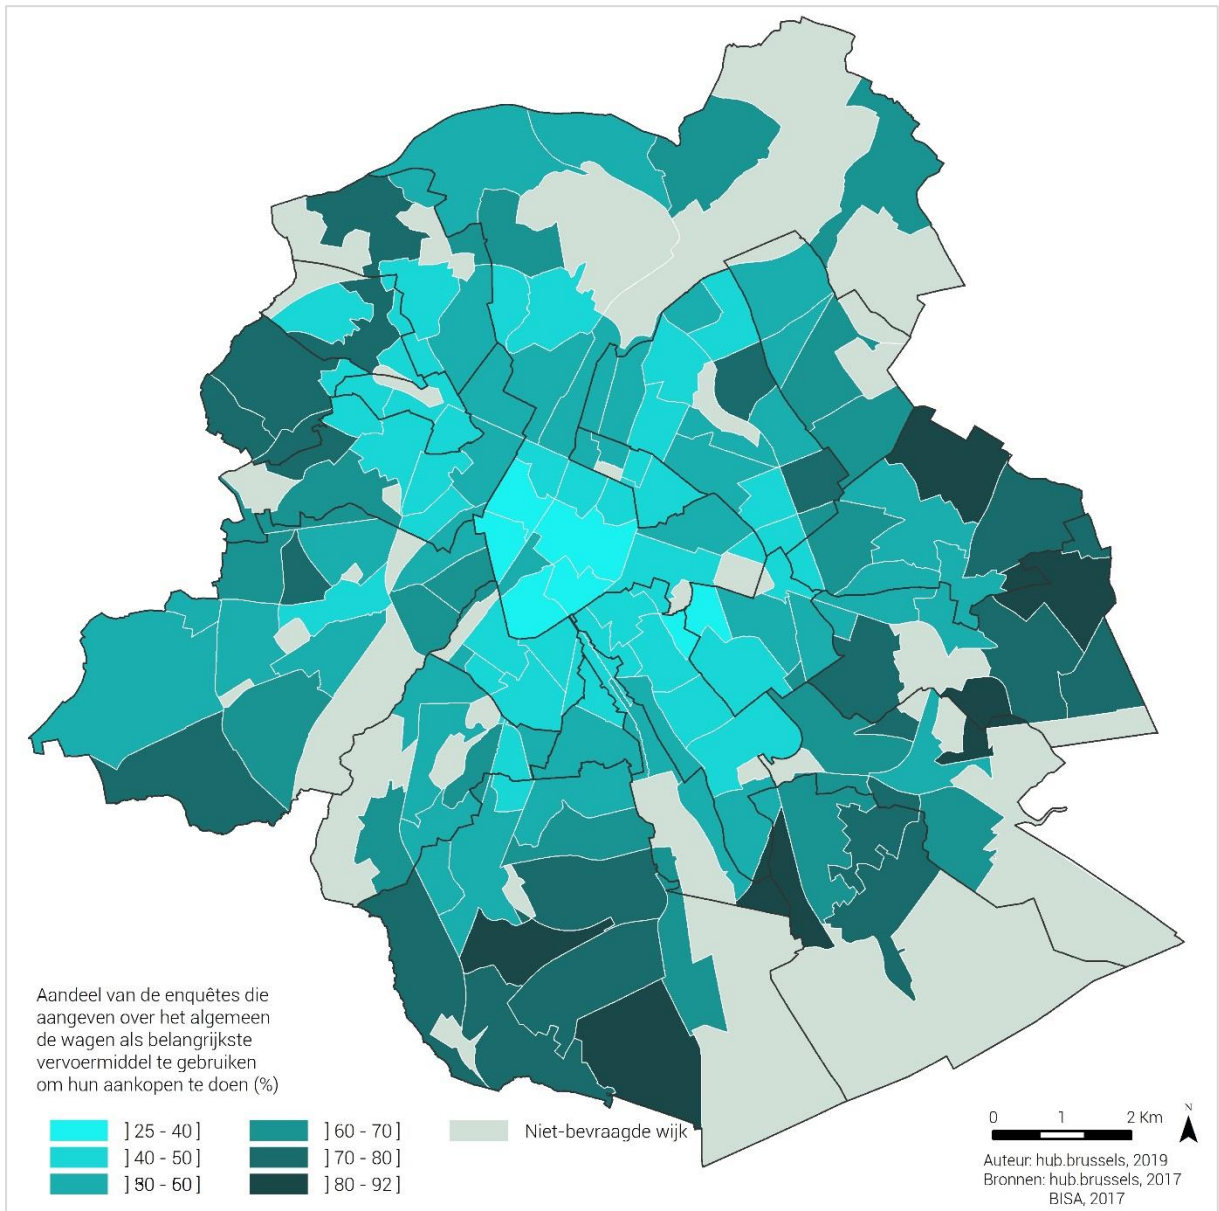 Aandeel van de enquêtes die
aangeven over het algemeen
de wagen als belangrijkste
vervoermiddel te gebruiken
om hun aankopen te doen (%)
] 25 - 40 ]
] 40 - 50 ]
] 50 - 60 ]
] 60 - 70 ]
] 70 - 80 ]
] 80 - 92 ]
Niet-bevraagde wijk
0 1 2 Km
N
Auteur: hub.brussels, 2019
Bronnen: hub.brussels, 2017
BISA, 2017